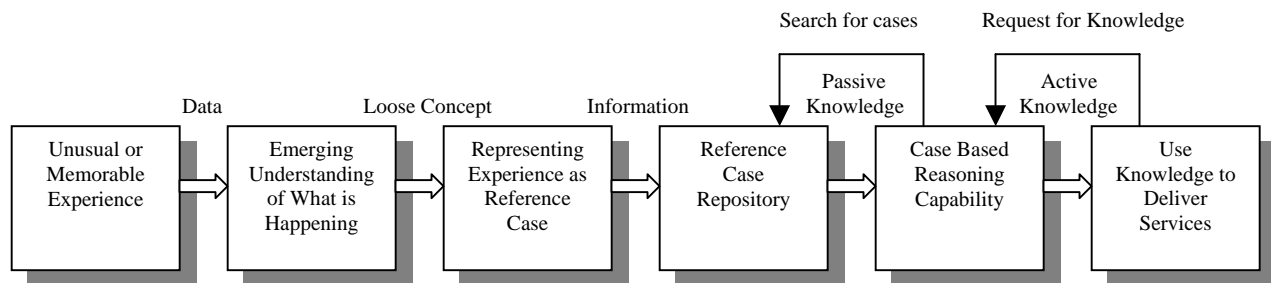 Search for cases
Request for Knowledge
Passive
Knowledge
Active
Knowledge
Data
Loose Concept
Information
Unusual or
Memorable
Experience
Emerging
Understanding
of What is
Happening
Representing
Experience as
Reference
Case
Reference
Case
Repository
Case Based
Reasoning
Capability
Use
Knowledge to
Deliver
Services